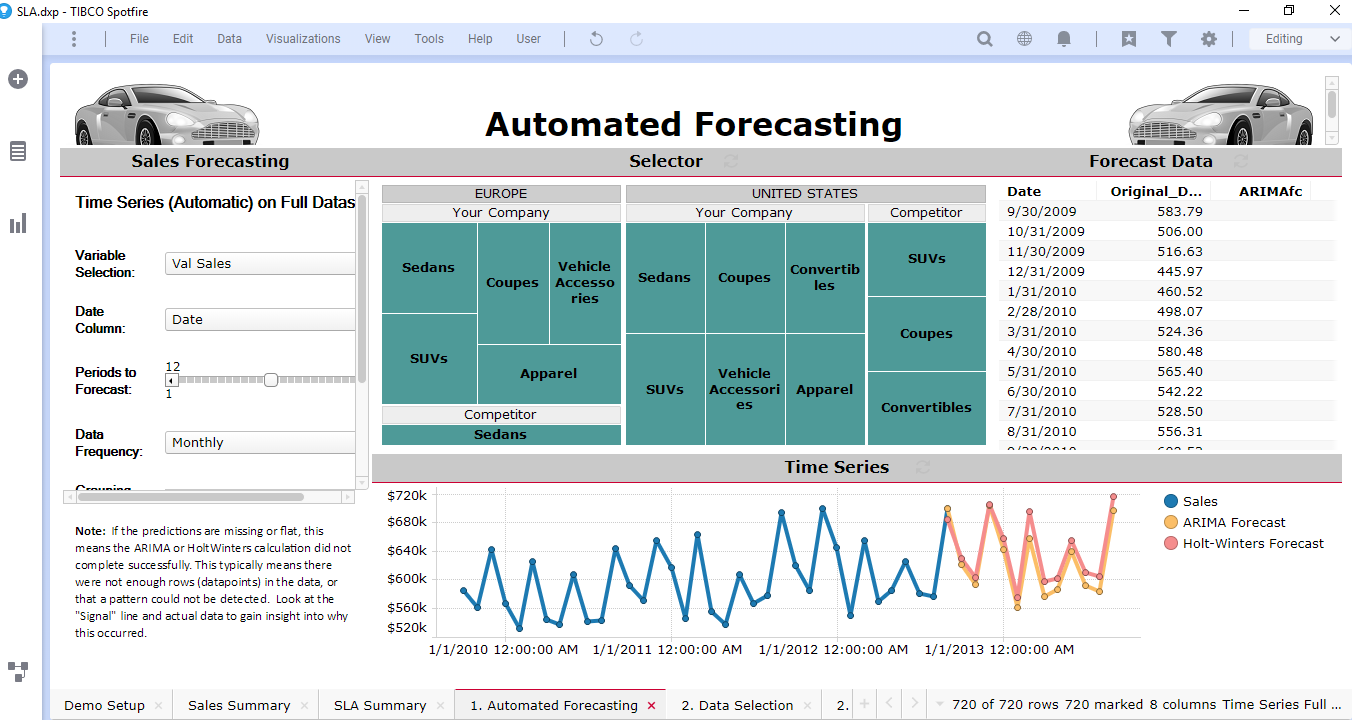 SLA.dxp - TIBCO Spotfire
File Edit Data Visualizations View Tools Help User Editing
Automated Forecasting
Sales Forecasting
Time Series (Automatic) on Full Datas
Variable
Selection:
Val Sales
Date
Column:
Date
Periods to
Forecast:
12
1
Data
Frequency:
Monthly
Note: If the predictions are missing or flat, this
means the ARIMA or HoltWinters calculation did not
complete successfully. This typically means there
were not enough rows (datapoints) in the data, or
that a pattern could not be detected. Look at the
"Signal" line and actual data to gain insight into why
this occurred.
Selector
EUROPE
Your Company
Sedans
Coupes
Vehicle
Accesso
ries
SUVs
Apparel
Competitor
Sedans
UNITED STATES
Your Company
Sedans
Coupes
Convertib
les
SUVs
Vehicle
Accessori
es
Apparel
Competitor
SUVs
Coupes
Convertibles
Forecast Data
Date Original_D... ARIMAfc
9/30/2009 583.79
10/31/2009 506.00
11/30/2009 516.63
12/31/2009 445.97
1/31/2010 460.52
2/28/2010 498.07
3/31/2010 524.36
4/30/2010 580.48
5/31/2010 565.40
6/30/2010 542.22
7/31/2010 528.50
8/31/2010 556.31
Time Series
$720k
$680k
$640k
$600k
$560k
$520k
1/1/2010 12:00:00 AM 1/1/2011 12:00:00 AM 1/1/2012 12:00:00 AM 1/1/2013 12:00:00 AM
Sales
ARIMA Forecast
Holt-Winters Forecast
Demo Setup Sales Summary SLA Summary 1. Automated Forecasting 2. Data Selection 2. 720 of 720 rows 720 marked 8 columns Time Series Full ...